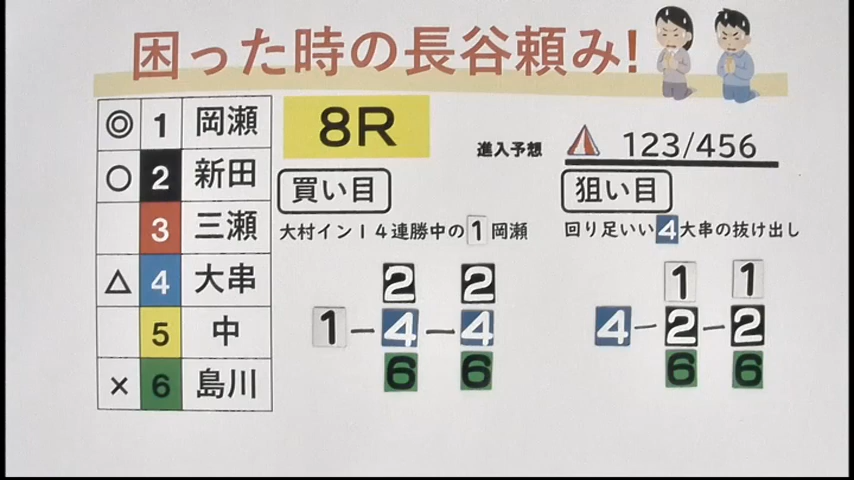 困った時の長谷頼み!
◎ 1 岡瀬
○ 2 新田
3 三瀬
△ 4 大串
5 中
× 6 島川
8R
進入予想 123/456
買い目
大村イン14連勝中の1岡瀬
2 2
1-4-4
6 6
狙い目
回り足いい4大串の抜け出し
1 1
4-2-2
6 6